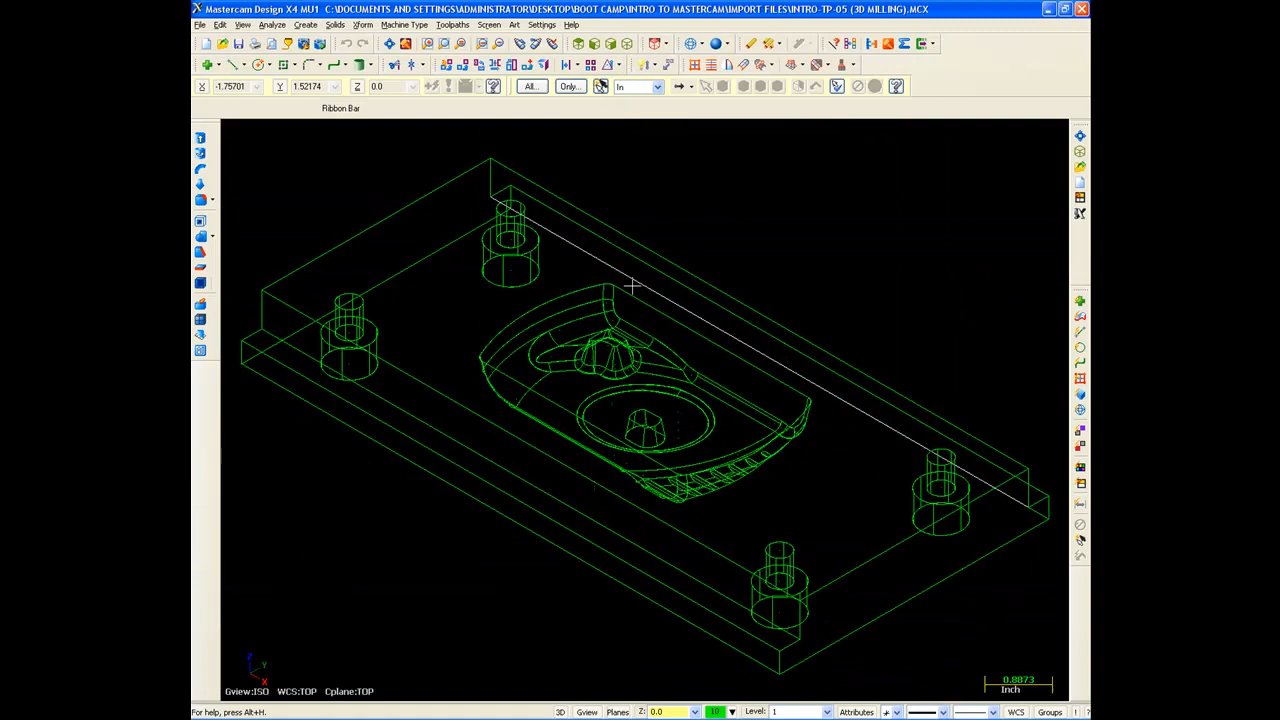 Mastercam Design X4 MU1  C:\DOCUMENTS AND SETTINGS\ADMINISTRATOR\DESKTOP\BOOT CAMP\INTRO TO MASTERCAM\IMPORT FILES\INTRO-TP-05 (3D MILLING).MCX
File Edit View Analyze Create Solids Xform Machine Type Toolpaths Screen Art Settings Help
X -1.75701 Y 1.52174 Z 0.0 All... Only... In
Ribbon Bar
Z
Y
X
Gview:ISO WCS:TOP Cplane:TOP
0.8873
Inch
For help, press Alt+H. 3D Gview Planes Z: 0.0 10 Level: 1 Attributes WCS Groups ! ?